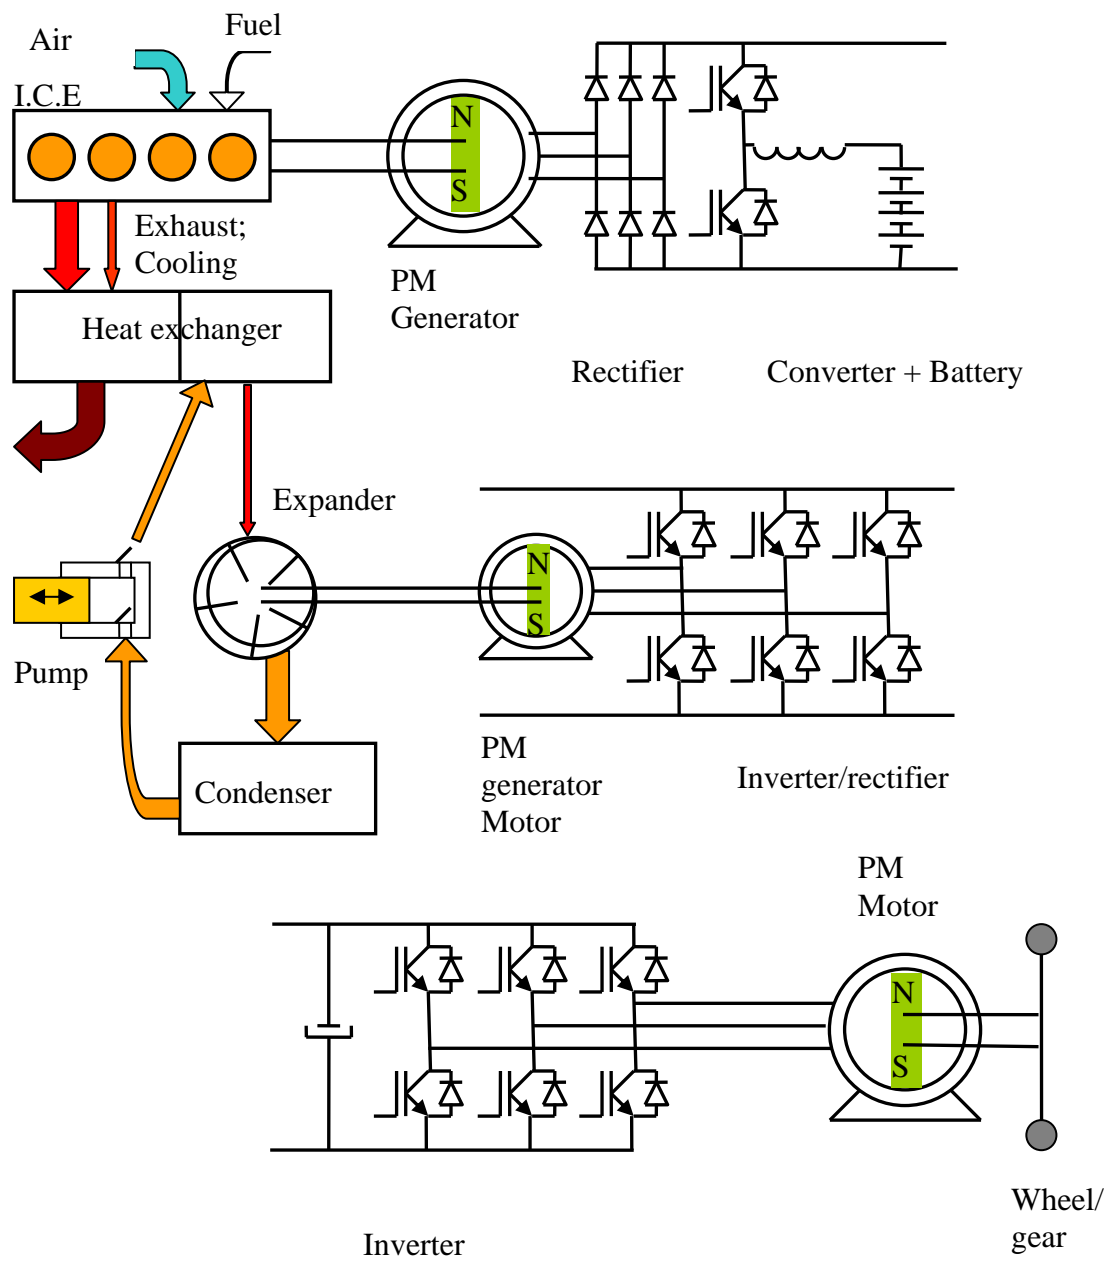 Air
Fuel
I.C.E
N
S
Exhaust;
Cooling
PM
Generator
Heat exchanger
Rectifier
Converter + Battery
Expander
N
S
Pump
PM
generator
Motor
Inverter/rectifier
Condenser
PM
Motor
N
S
Wheel/
gear
Inverter